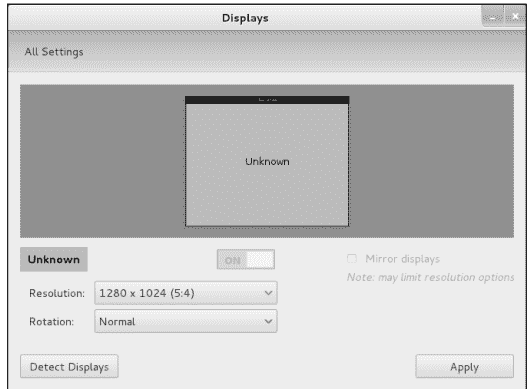 Displays
All Settings
Unknown
Unknown
ON
Mirror displays
Note: may limit resolution options
Resolution: 1280 x 1024 (5:4)
Rotation: Normal
Detect Displays
Apply